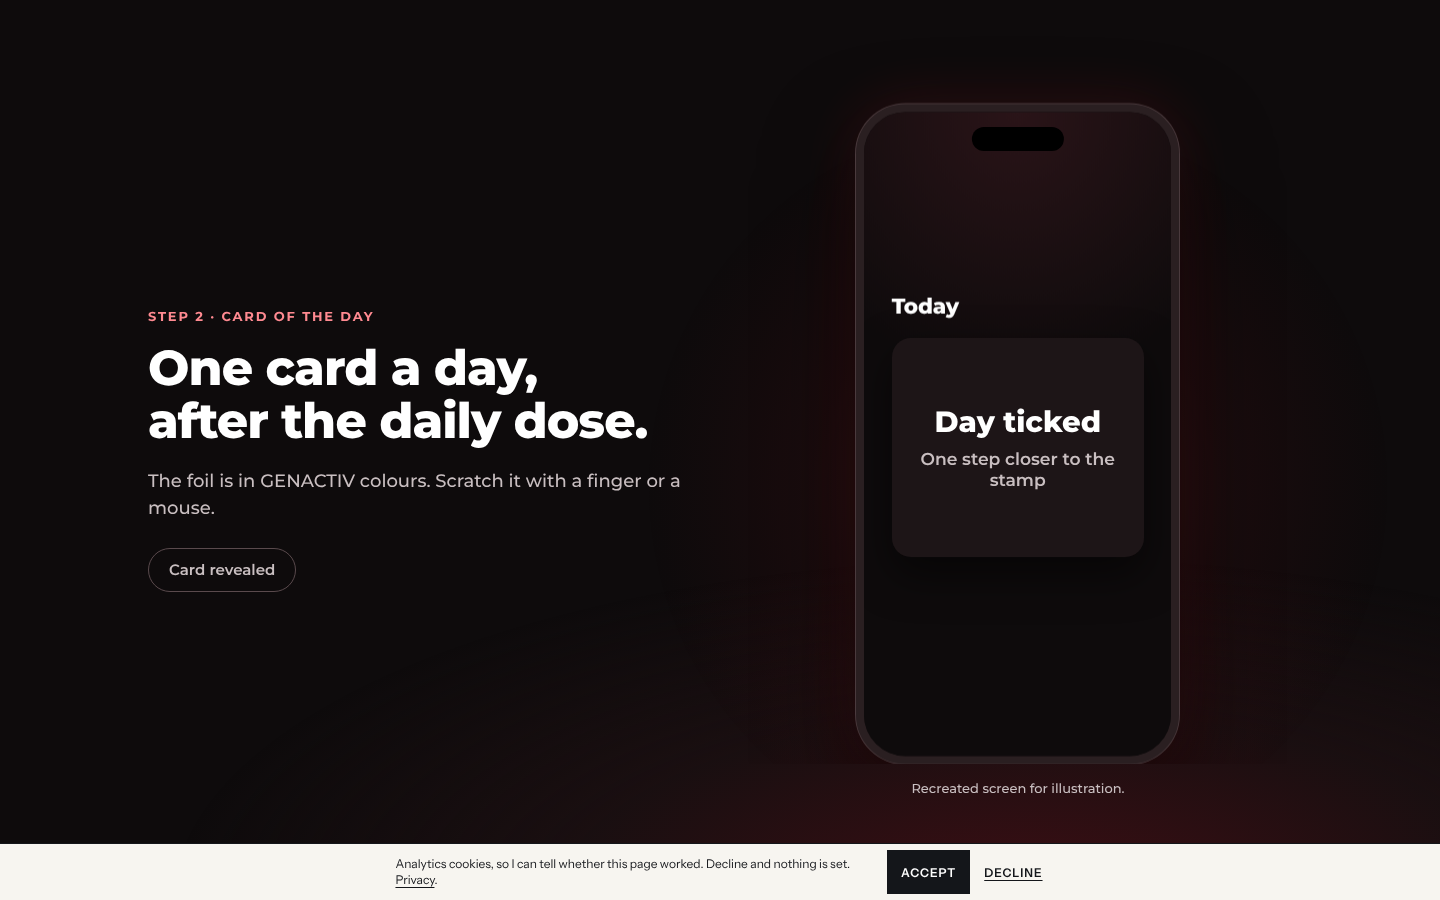 STEP 2 · CARD OF THE DAY
One card a day,
after the daily dose.
The foil is in GENACTIV colours. Scratch it with a finger or a
mouse.
Card revealed
Today
Day ticked
One step closer to the
stamp
Recreated screen for illustration.
Analytics cookies, so I can tell whether this page worked. Decline and nothing is set.
Privacy.
ACCEPT
DECLINE